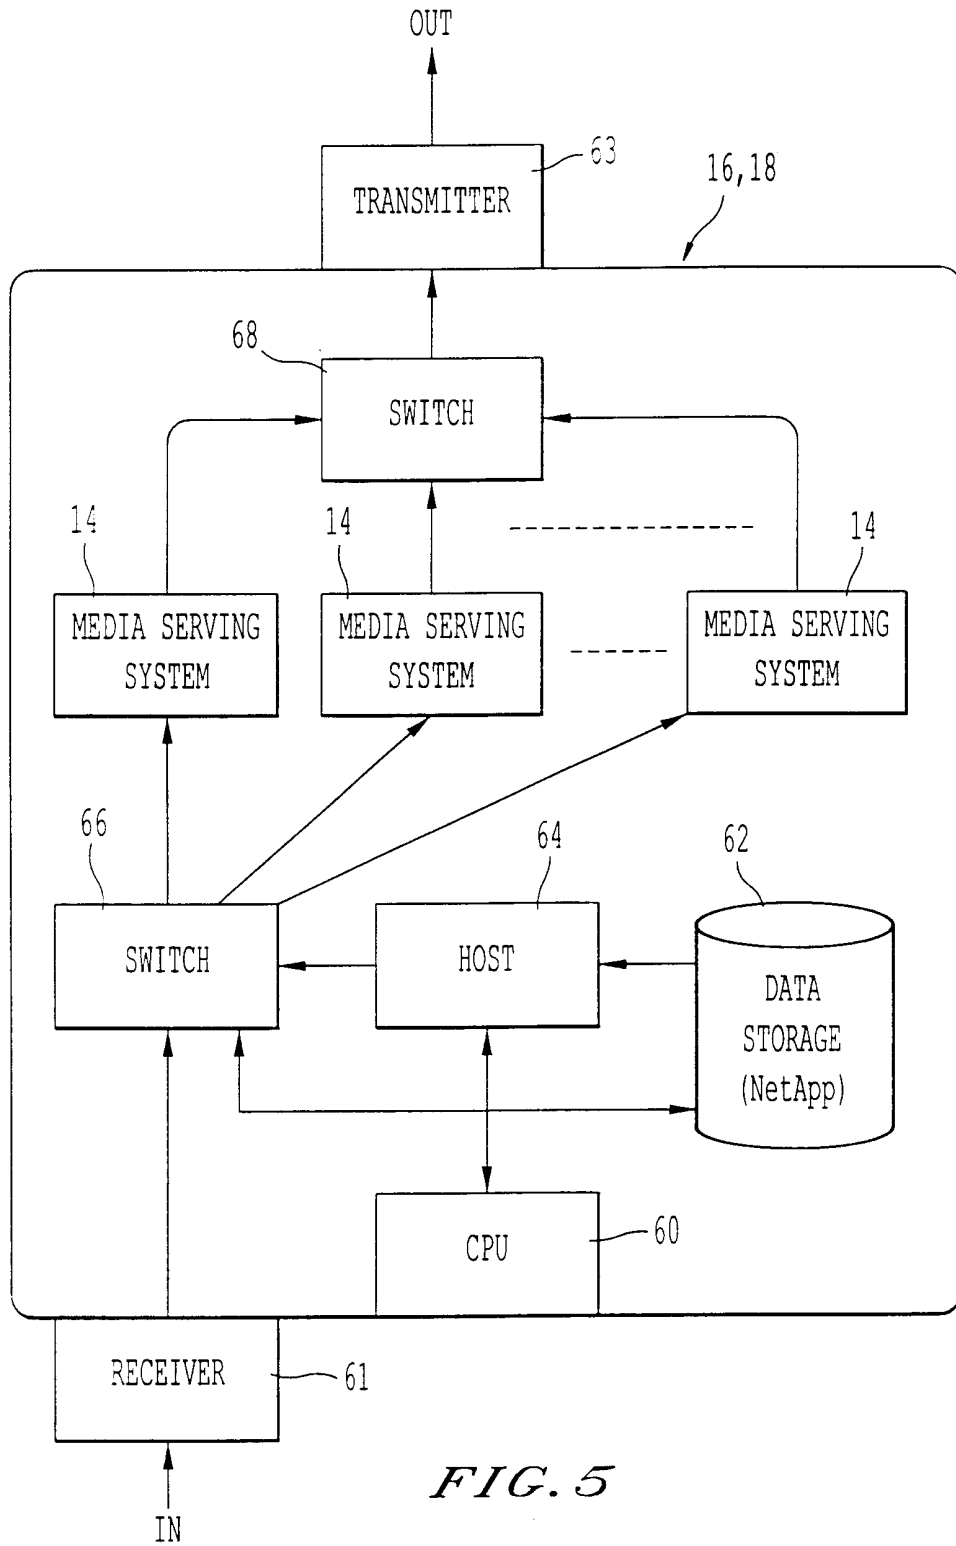 OUT
63
TRANSMITTER
16,18
68
SWITCH
14
14
14
MEDIA SERVING
SYSTEM
MEDIA SERVING
SYSTEM
MEDIA SERVING
SYSTEM
66
64
62
SWITCH
HOST
DATA
STORAGE
(NetApp)
CPU
60
RECEIVER
61
IN
FIG. 5